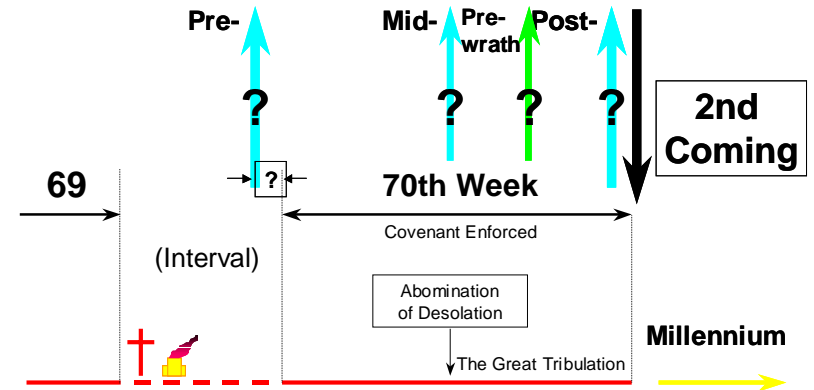 Pre-
Mid-
Pre-
wrath
Post-
?
?
?
?
2nd
Coming
?
69
70th Week
Covenant Enforced
(Interval)
Abomination
of Desolation
Millennium
The Great Tribulation